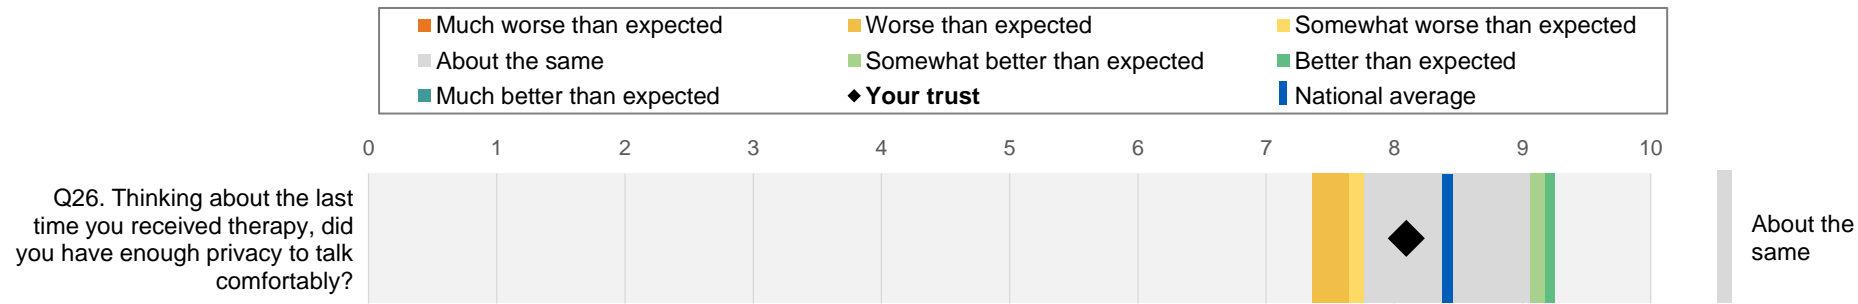 Much worse than expected
Worse than expected
Somewhat worse than expected
About the same
Somewhat better than expected
Better than expected
Much better than expected
Your trust
National average
0 1 2 3 4 5 6 7 8 9 10
Q26. Thinking about the last
time you received therapy, did
you have enough privacy to talk
comfortably?
About the
same